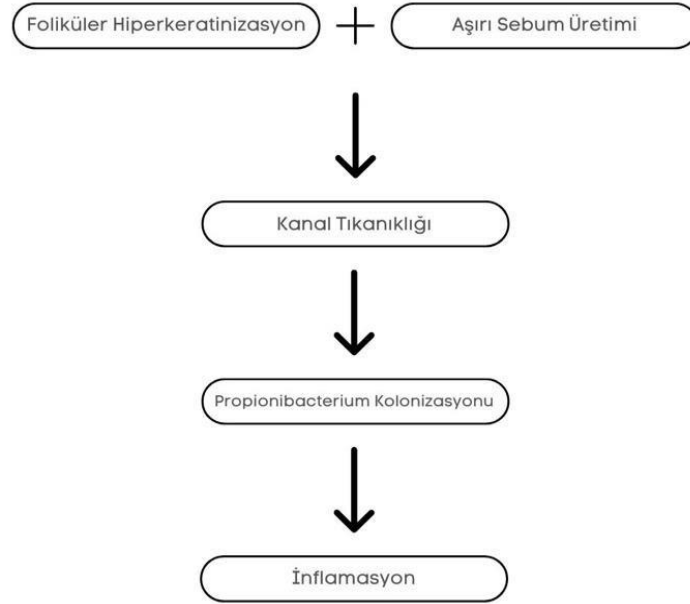 Foliküler Hiperkeratinizasyon + Aşırı Sebum Üretimi
Kanal Tıkanıklığı
Propionibacterium Kolonizasyonu
İnflamasyon